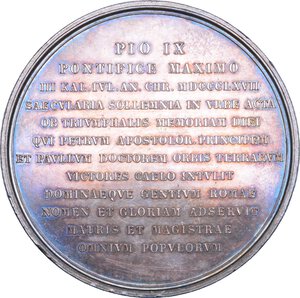 PIO IX
PONTIFICE MAXIMO
III KAL. IVL. AN. CHR. MDCCCLXVII
SAECVLARIA SOLLEMNIA IN VRBE ACTA
OB TRIVMPHALIS MEMORIAM DIEI
QVI PETRVM APOSTOLOR. PRINCIPEM
ET PAVLVM DOCTOREM ORBIS TERRARVM
VICTORES CAELO INTVLIT
DOMINAEQVE GENTIVM ROMAE
NOMEN ET GLORIAM ADSERVIT
MATRIS ET MAGISTRAE
OMNIVM POPVLORVM